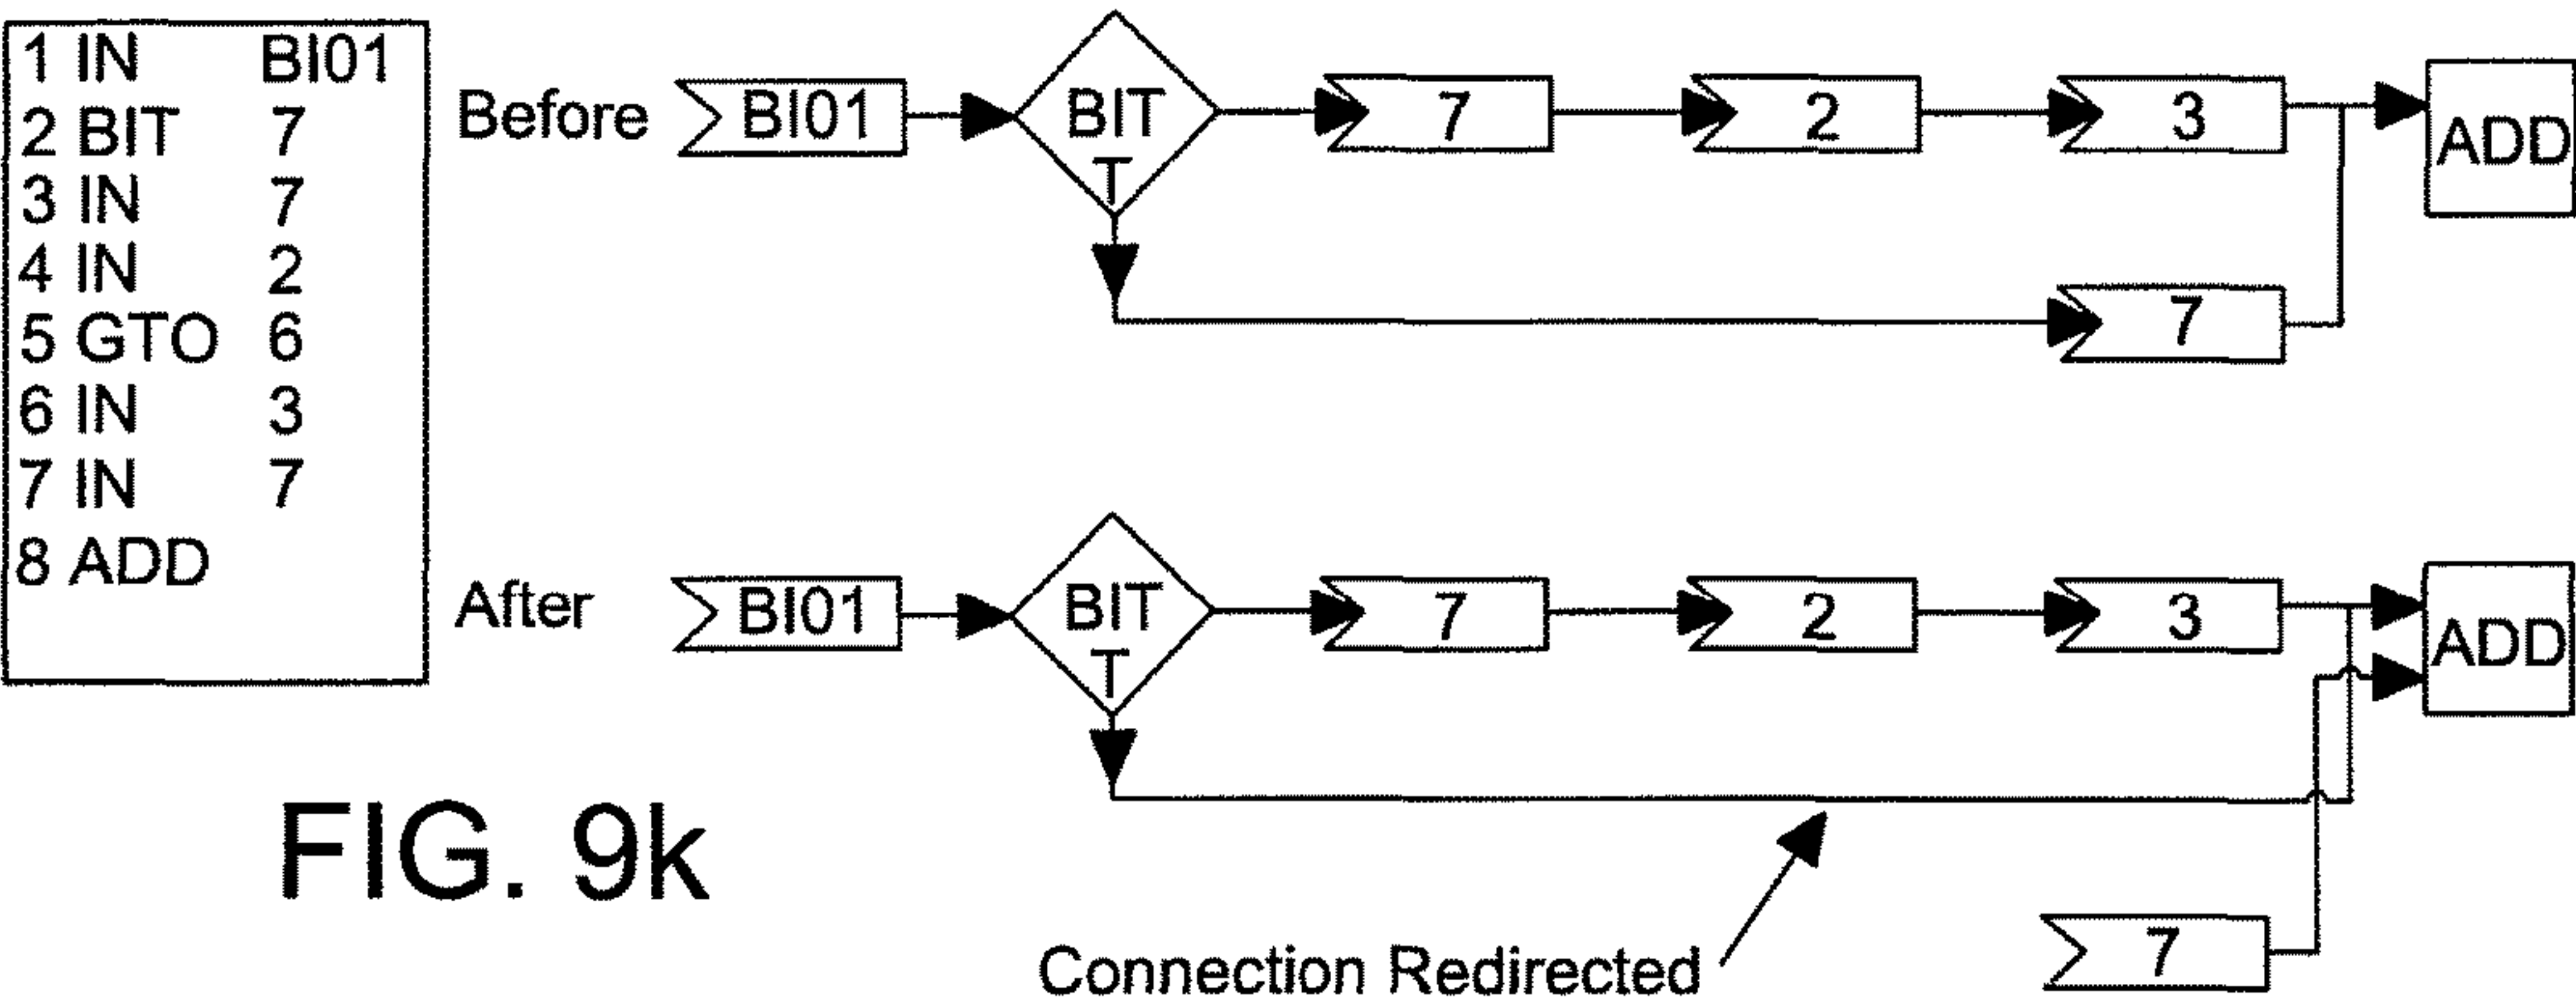 1 IN BI01
2 BIT 7
3 IN 7
4 IN 2
5 GTO 6
6 IN 3
7 IN 7
8 ADD
Before BI01 BIT 7 2 3 ADD
T
7
After BI01 BIT 7 2 3 ADD
T
7
Connection Redirected
FIG. 9k